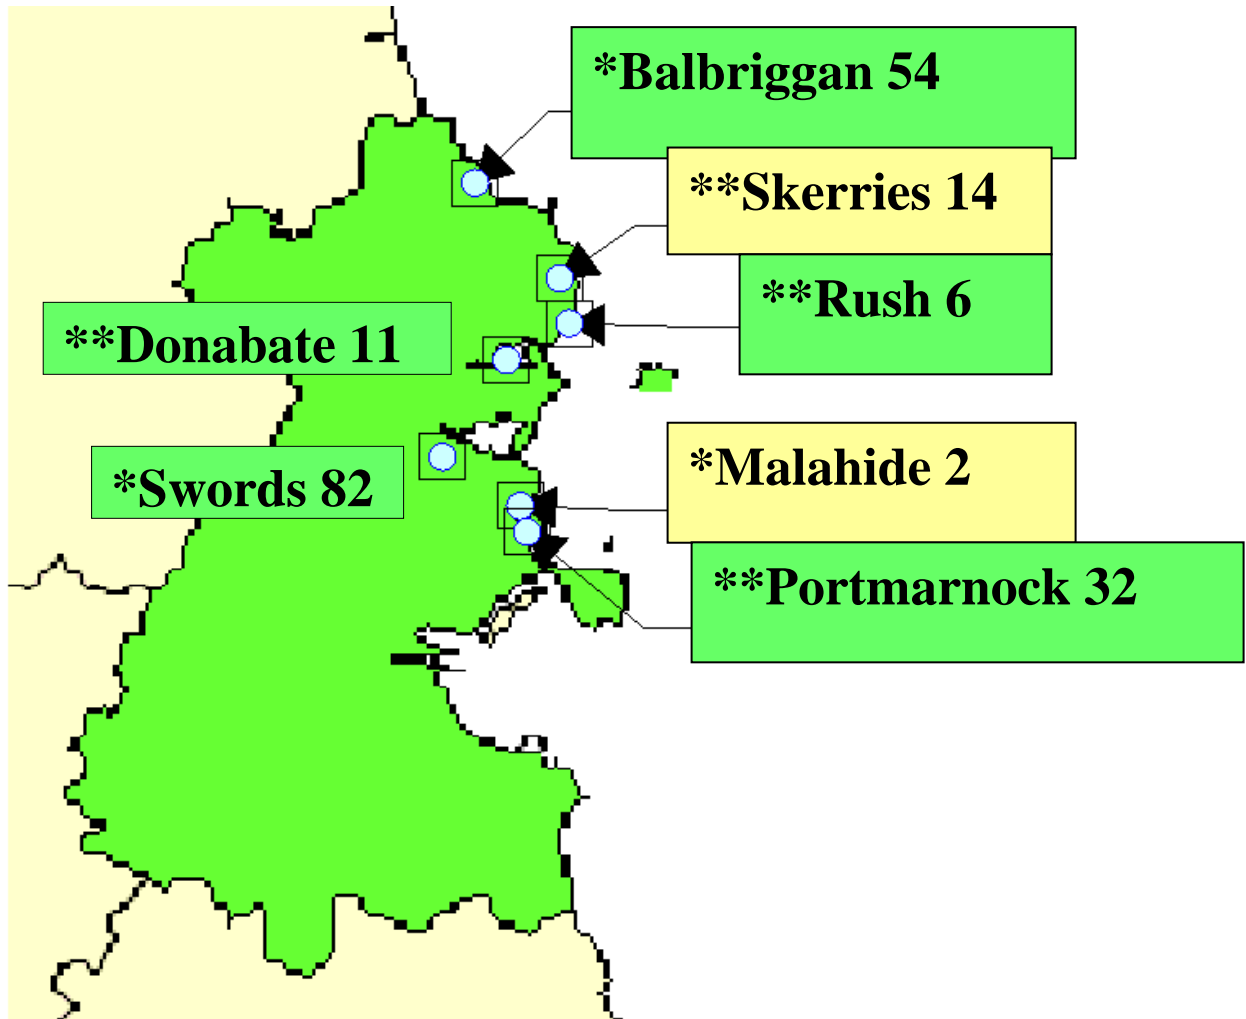 *Balbriggan 54
**Skerries 14
**Rush 6
**Donabate 11
*Malahide 2
*Swords 82
**Portmarnock 32